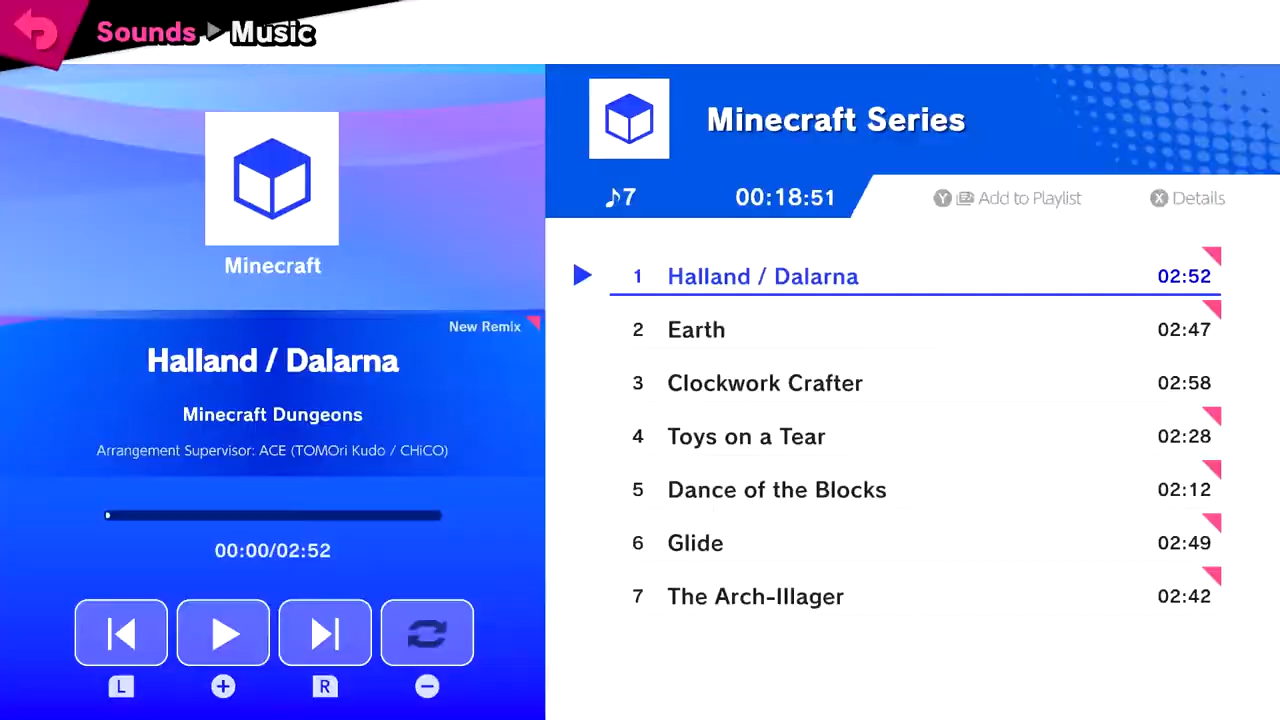 Sounds ▶ Music
Minecraft
New Remix
Halland / Dalarna
Minecraft Dungeons
Arrangement Supervisor: ACE (TOMOri Kudo / CHiCO)
00:00/02:52
L + R −
Minecraft Series
♪7 00:18:51
Y Add to Playlist X Details
1 Halland / Dalarna 02:52
2 Earth 02:47
3 Clockwork Crafter 02:58
4 Toys on a Tear 02:28
5 Dance of the Blocks 02:12
6 Glide 02:49
7 The Arch-Illager 02:42